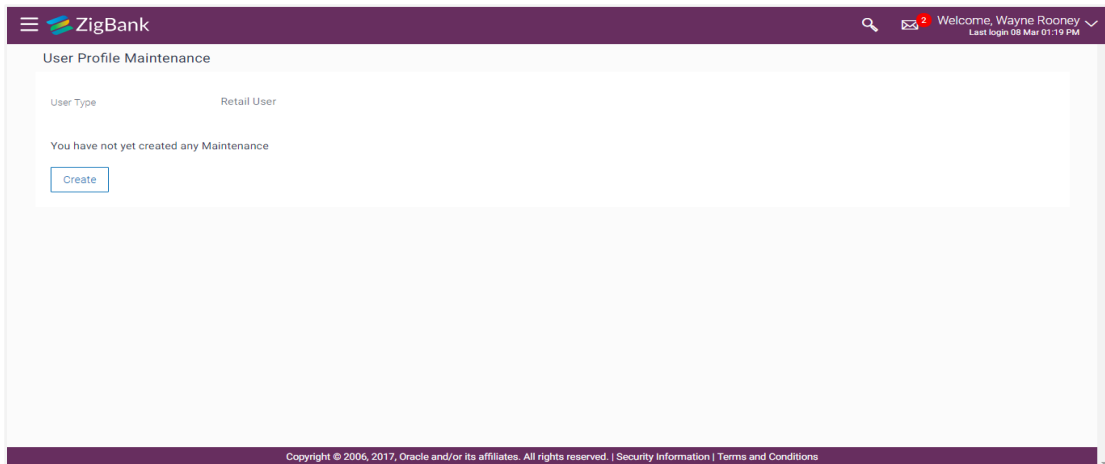 ZigBank
2
Welcome, Wayne Rooney
Last login 08 Mar 01:19 PM
User Profile Maintenance
User Type Retail User
You have not yet created any Maintenance
Create
Copyright © 2006, 2017, Oracle and/or its affiliates. All rights reserved. | Security Information | Terms and Conditions